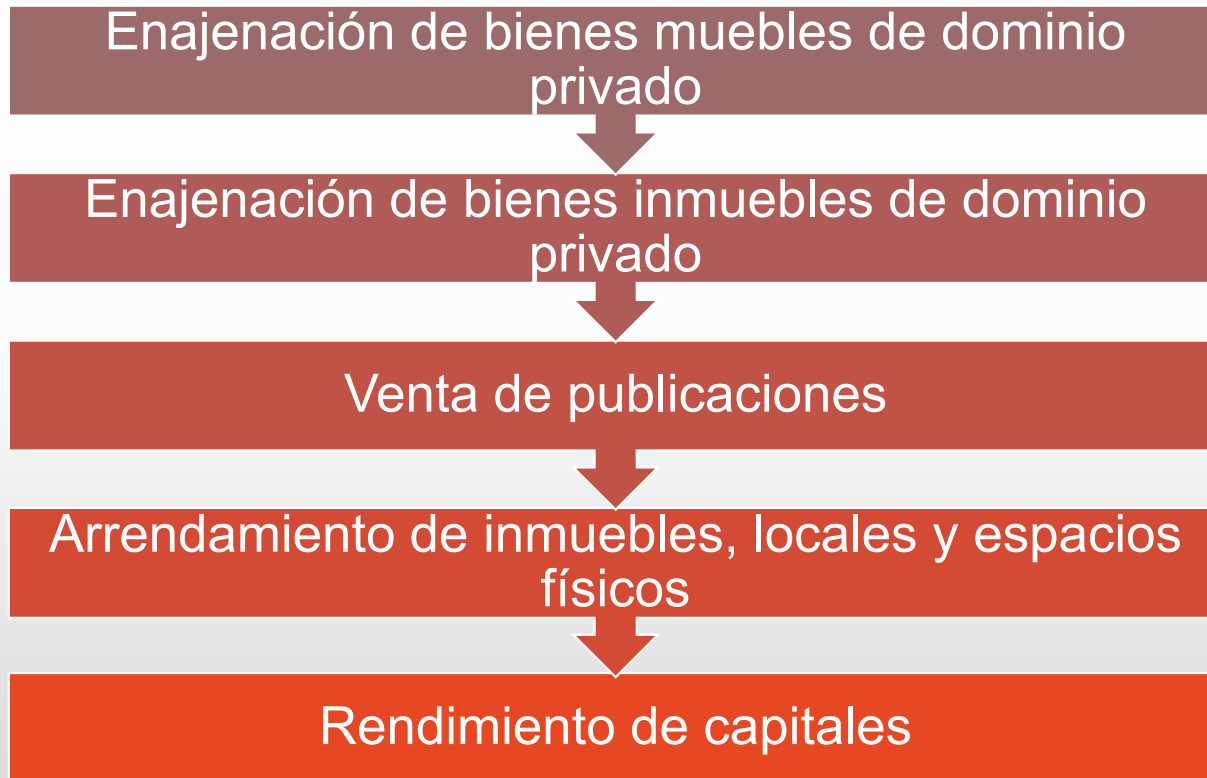 Enajenación de bienes muebles de dominio
privado
Enajenación de bienes inmuebles de dominio
privado
Venta de publicaciones
Arrendamiento de inmuebles, locales y espacios
físicos
Rendimiento de capitales